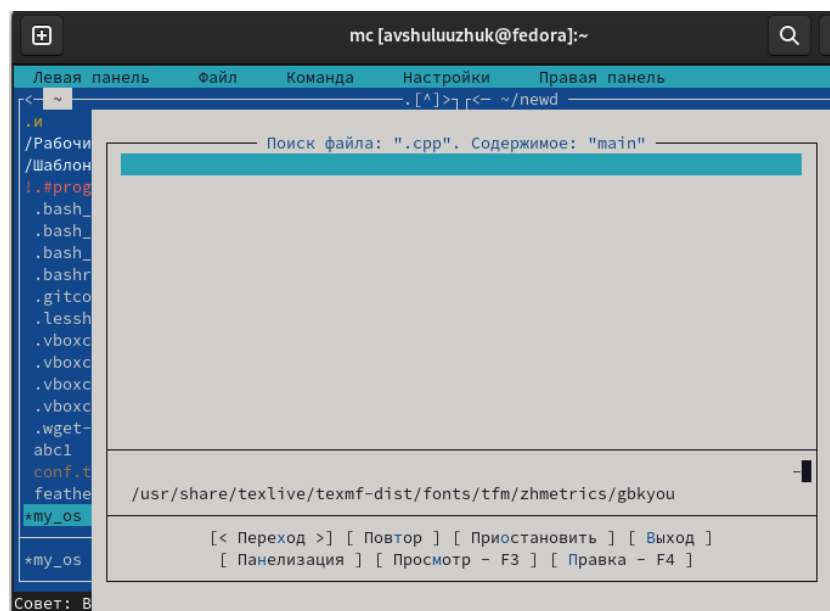 mc [avshuluuzhuk@fedora]:~
Левая панель Файл Команда Настройки Правая панель
<— ~ .[^]> <— ~/newd
.и
/Рабочи
/Шаблон
!.#prog
.bash_
.bash_
.bash_
.bashr
.gitco
.lessh
.vboxc
.vboxc
.vboxc
.vboxc
.wget-
abc1
conf.t
feathe
*my_os
*my_os
Совет: В
Поиск файла: ".cpp". Содержимое: "main"
-
/usr/share/texlive/texmf-dist/fonts/tfm/zhmetrics/gbkyou
[< Переход >] [ Повтор ] [ Приостановить ] [ Выход ]
[ Панелизация ] [ Просмотр - F3 ] [ Правка - F4 ]